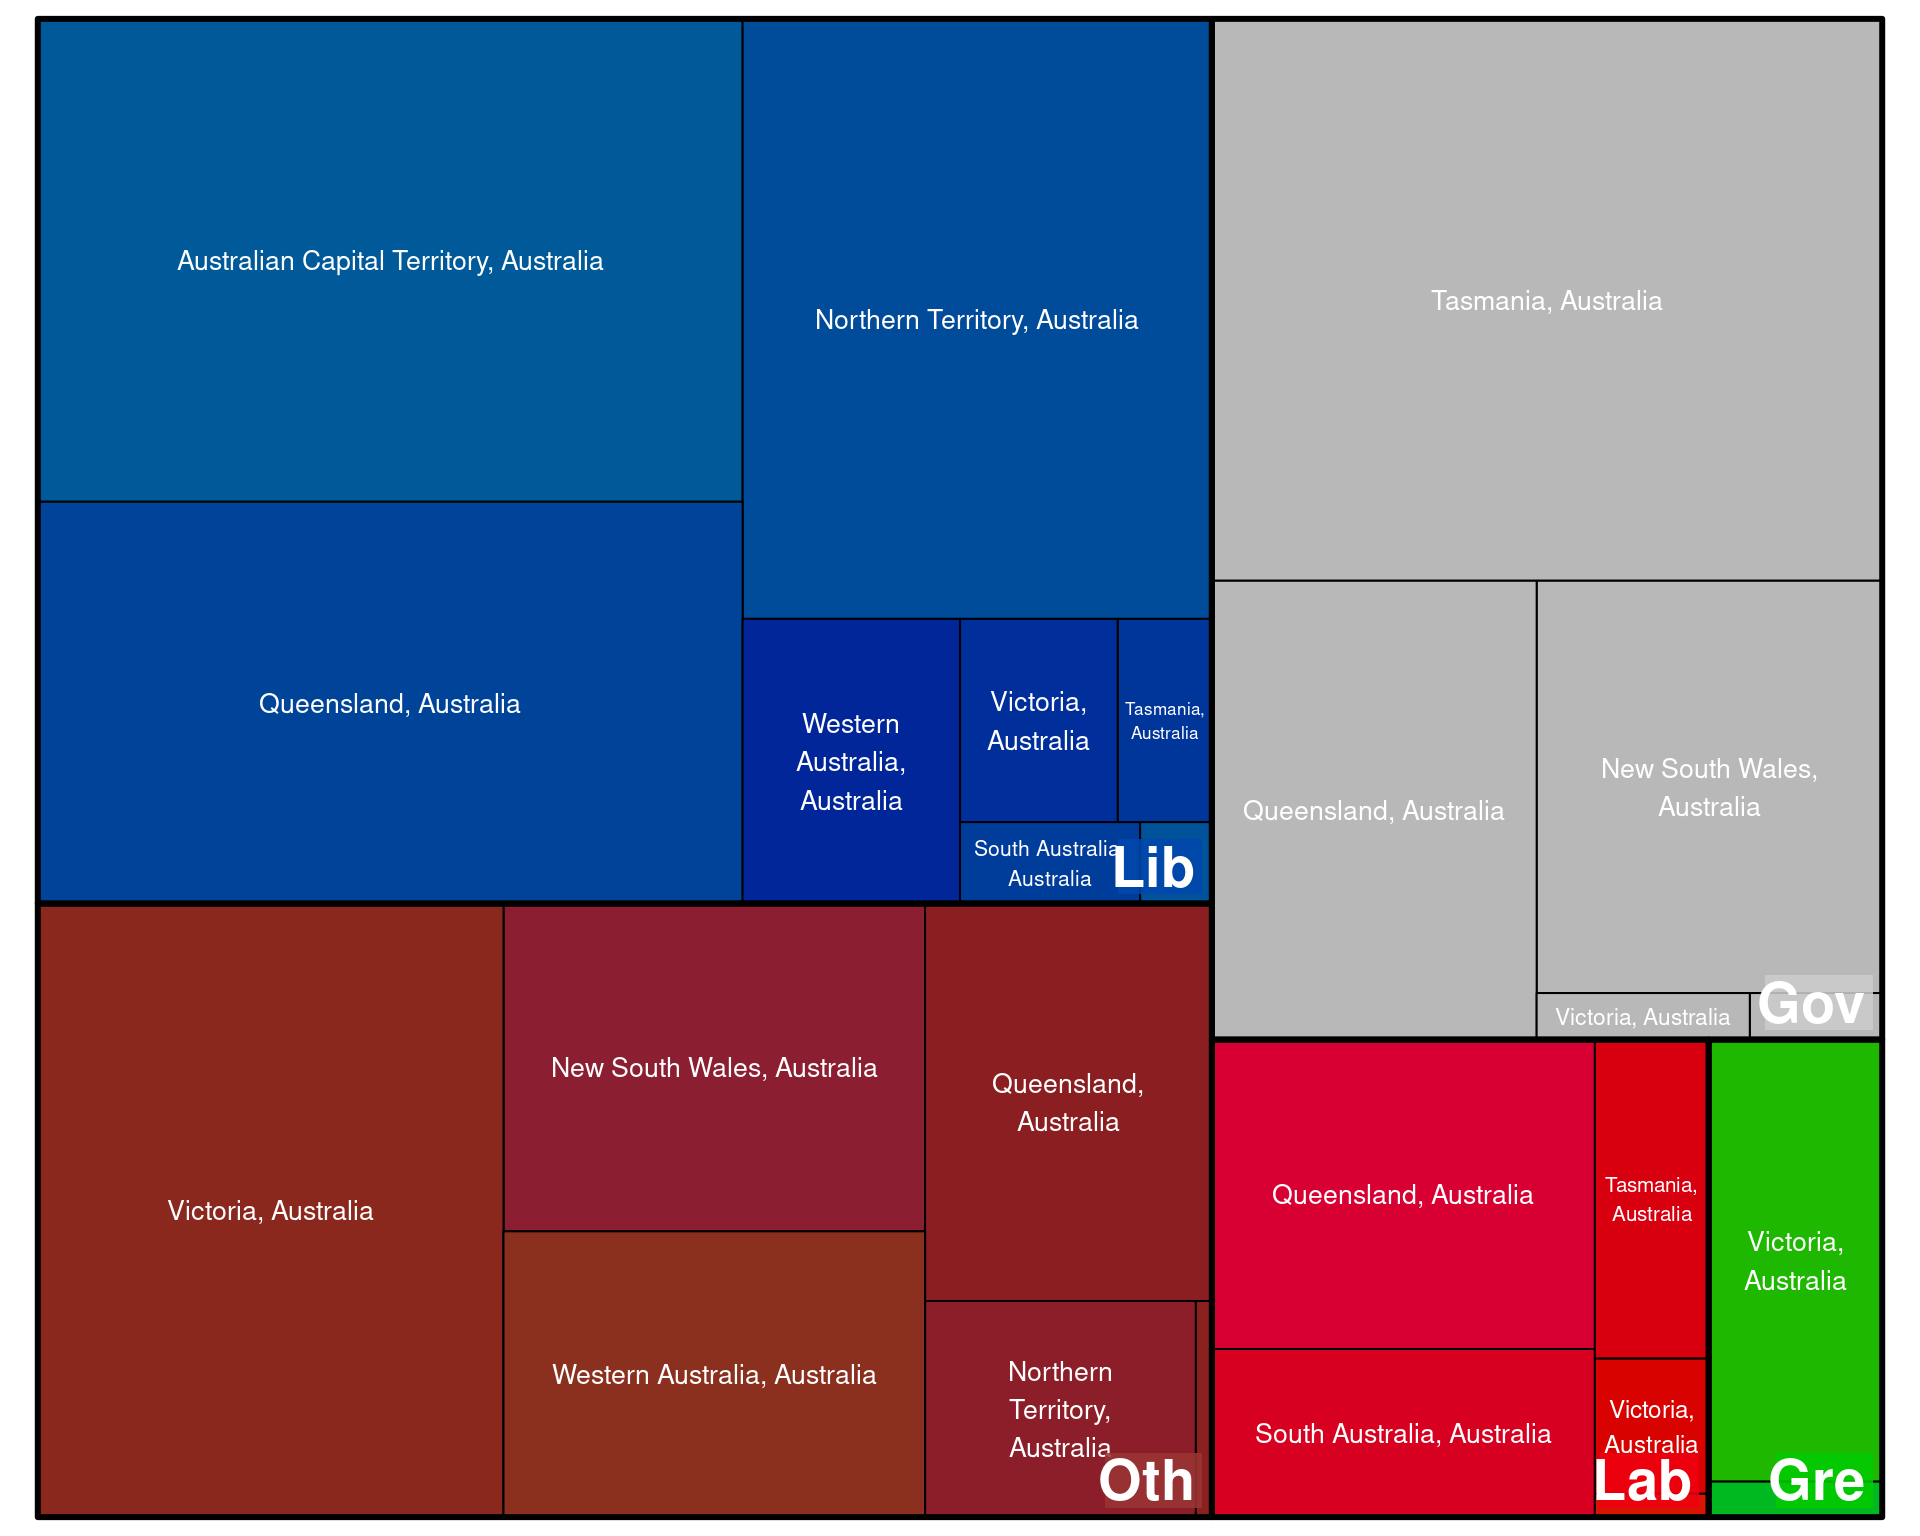 Australian Capital Territory, Australia
Northern Territory, Australia
Tasmania, Australia
Queensland, Australia
Western
Australia,
Australia
Victoria,
Australia
Tasmania,
Australia
South Australia
Australia
Lib
Queensland, Australia
New South Wales,
Australia
Victoria, Australia
Gov
Victoria, Australia
New South Wales, Australia
Western Australia, Australia
Queensland,
Australia
Northern
Territory,
Australia
Oth
Queensland, Australia
South Australia, Australia
Tasmania,
Australia
Victoria,
Australia
Lab
Victoria,
Australia
Gre